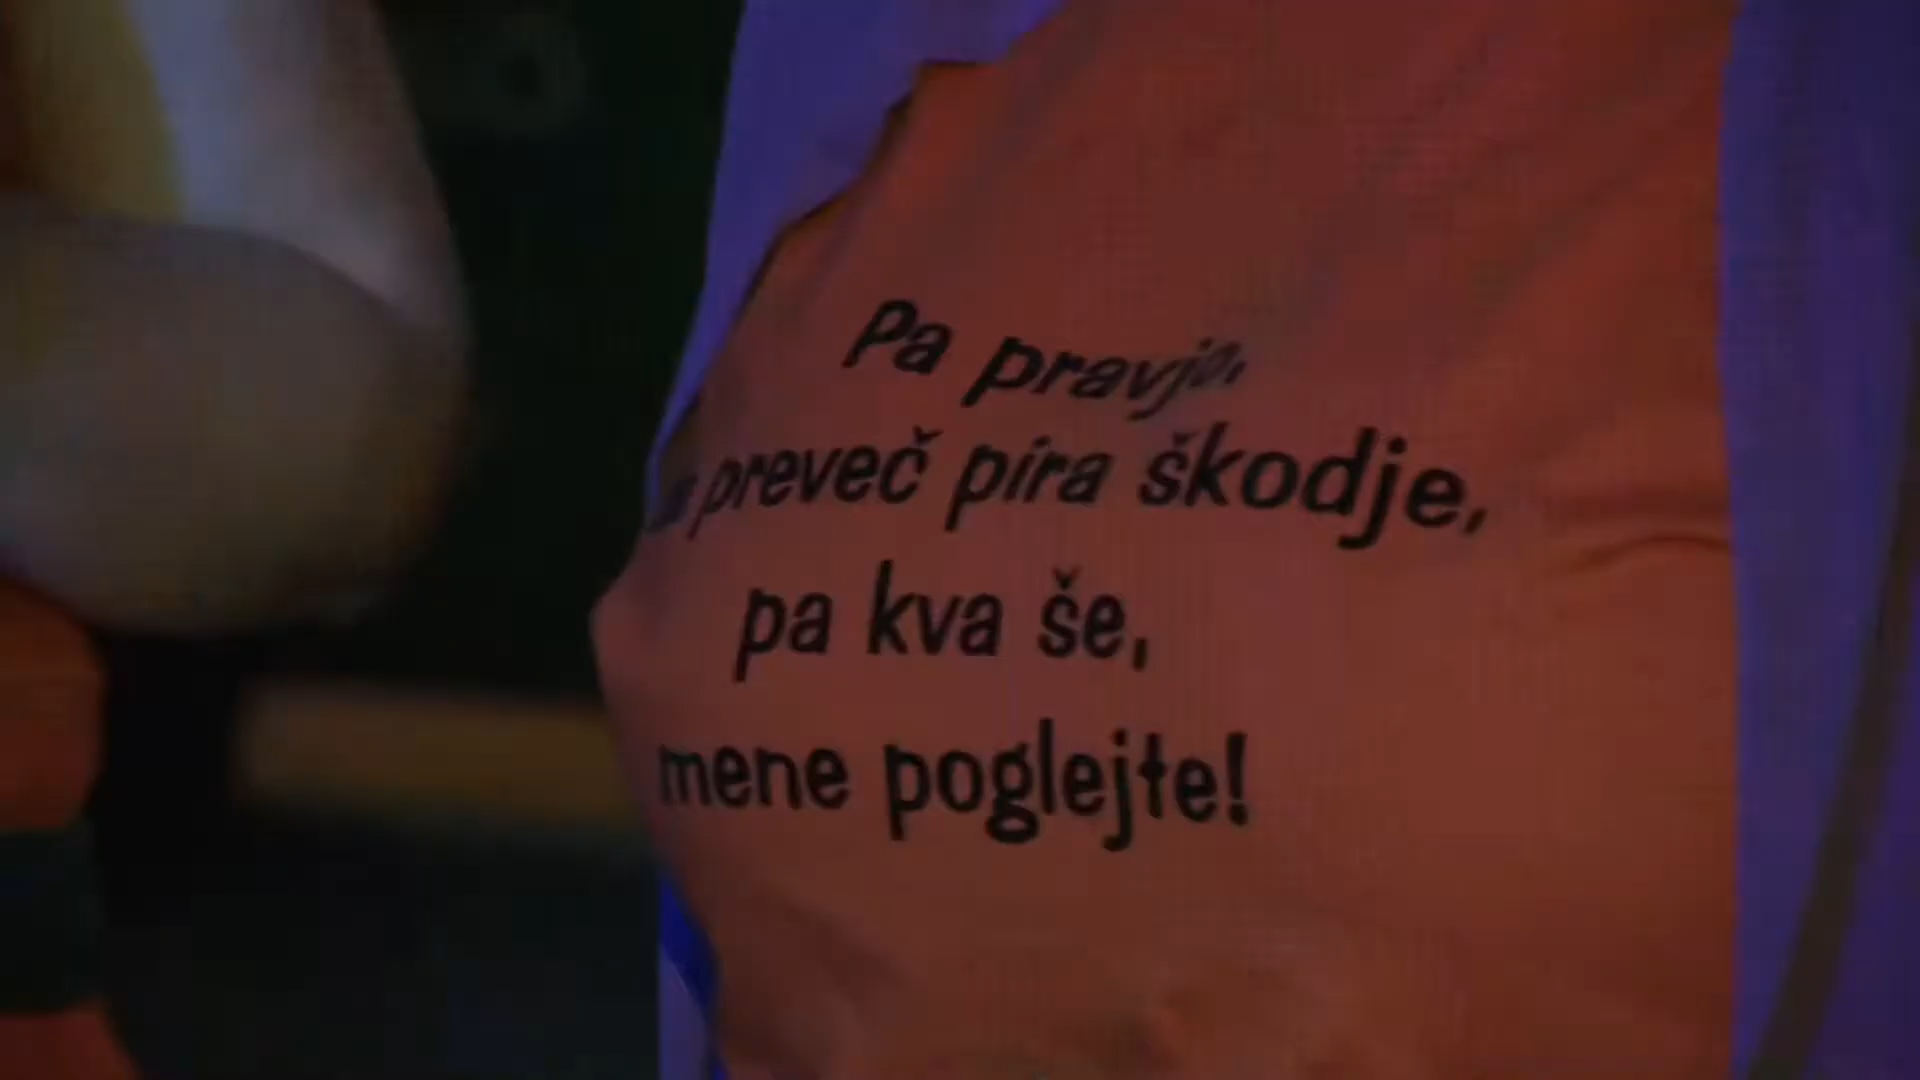 Pa pravjo,
preveč pira škodje,
pa kva še,
mene poglejte!